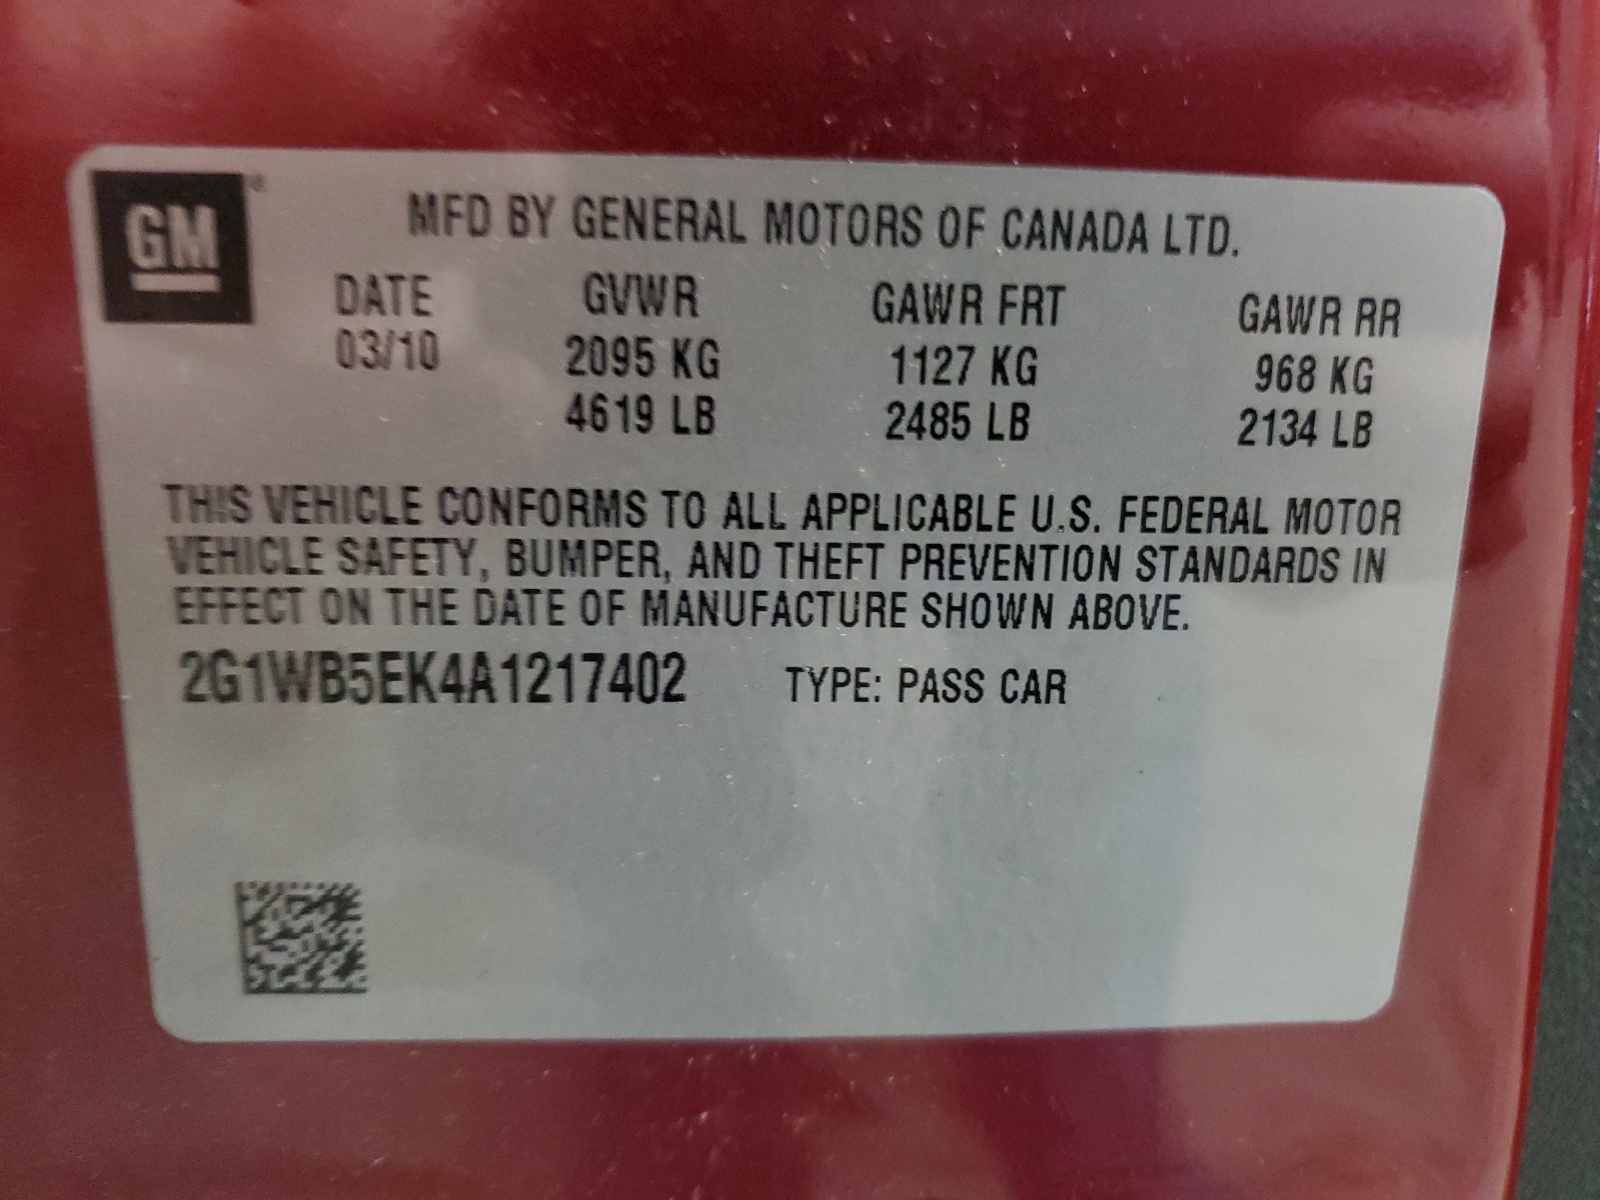 GM
MFD BY GENERAL MOTORS OF CANADA LTD.
DATE GVWR GAWR FRT GAWR RR
03/10 2095 KG 1127 KG 968 KG
4619 LB 2485 LB 2134 LB
THIS VEHICLE CONFORMS TO ALL APPLICABLE U.S. FEDERAL MOTOR
VEHICLE SAFETY, BUMPER, AND THEFT PREVENTION STANDARDS IN
EFFECT ON THE DATE OF MANUFACTURE SHOWN ABOVE.
2G1WB5EK4A1217402 TYPE: PASS CAR